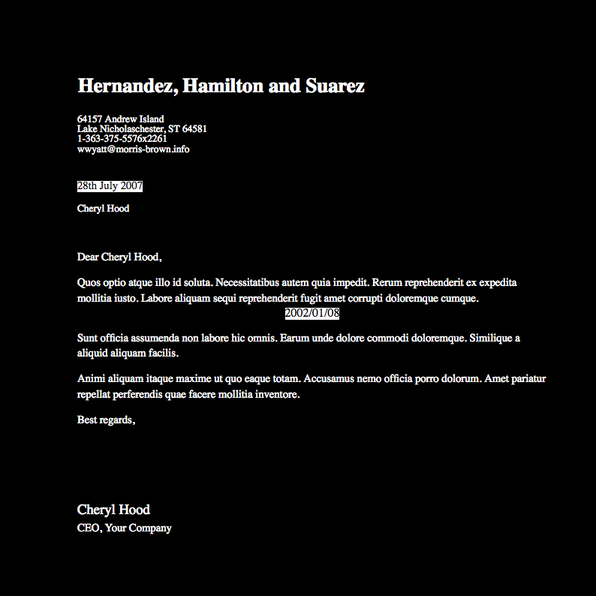 Hernandez, Hamilton and Suarez
64157 Andrew Island
Lake Nicholaschester, ST 64581
1-363-375-5576x2261
wwyatt@morris-brown.info
28th July 2007
Cheryl Hood
Dear Cheryl Hood,
Quos optio atque illo id soluta. Necessitatibus autem quia impedit. Rerum reprehenderit ex expedita
mollitia iusto. Labore aliquam sequi reprehenderit fugit amet corrupti doloremque cumque.
2002/01/08
Sunt officia assumenda non labore hic omnis. Earum unde dolore commodi doloremque. Similique a
aliquid aliquam facilis.
Animi aliquam itaque maxime ut quo eaque totam. Accusamus nemo officia porro dolorum. Amet pariatur
repellat perferendis quae facere mollitia inventore.
Best regards,
Cheryl Hood
CEO, Your Company